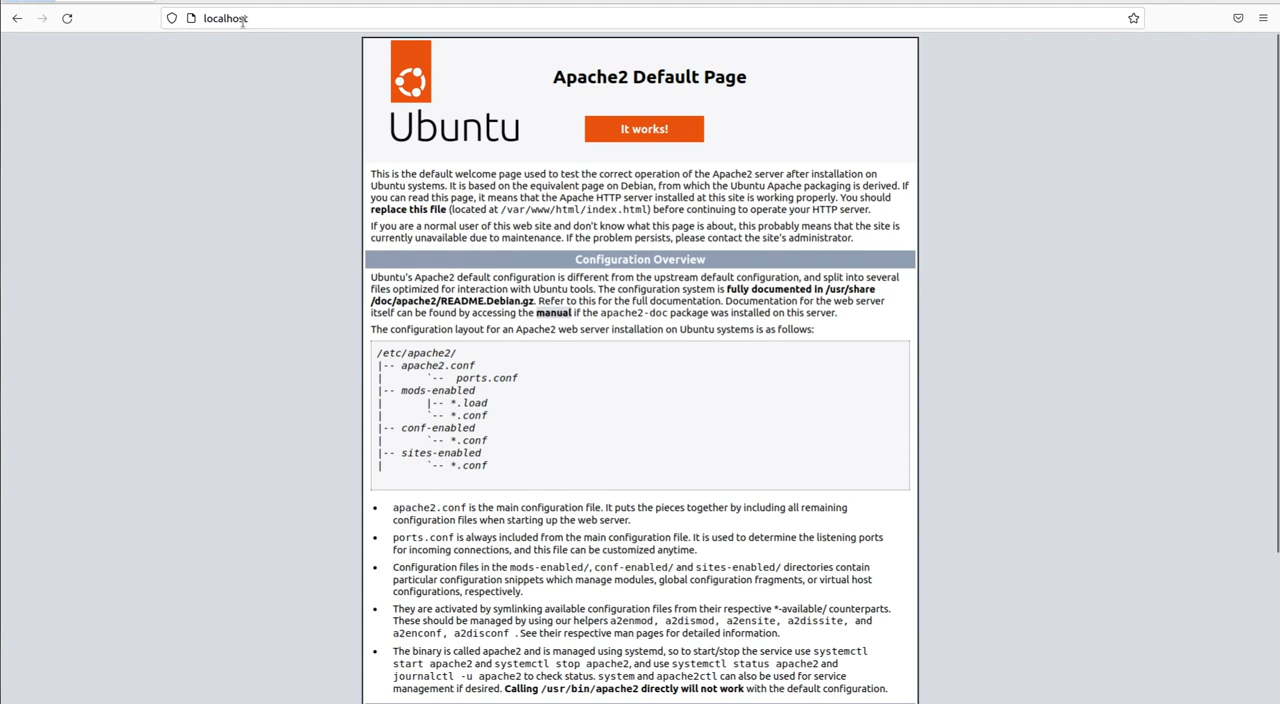 localhost
Apache2 Default Page
Ubuntu
It works!
This is the default welcome page used to test the correct operation of the Apache2 server after installation on
Ubuntu systems. It is based on the equivalent page on Debian, from which the Ubuntu Apache packaging is derived. If
you can read this page, it means that the Apache HTTP server installed at this site is working properly. You should
replace this file (located at /var/www/html/index.html) before continuing to operate your HTTP server.
If you are a normal user of this web site and don't know what this page is about, this probably means that the site is
currently unavailable due to maintenance. If the problem persists, please contact the site's administrator.
Configuration Overview
Ubuntu's Apache2 default configuration is different from the upstream default configuration, and split into several
files optimized for interaction with Ubuntu tools. The configuration system is fully documented in /usr/share
/doc/apache2/README.Debian.gz. Refer to this for the full documentation. Documentation for the web server
itself can be found by accessing the manual if the apache2-doc package was installed on this server.
The configuration layout for an Apache2 web server installation on Ubuntu systems is as follows:
/etc/apache2/
|-- apache2.conf
|       `--  ports.conf
|-- mods-enabled
|       |-- *.load
|       `-- *.conf
|-- conf-enabled
|       `-- *.conf
|-- sites-enabled
|       `-- *.conf
• apache2.conf is the main configuration file. It puts the pieces together by including all remaining
configuration files when starting up the web server.
• ports.conf is always included from the main configuration file. It is used to determine the listening ports
for incoming connections, and this file can be customized anytime.
• Configuration files in the mods-enabled/, conf-enabled/ and sites-enabled/ directories contain
particular configuration snippets which manage modules, global configuration fragments, or virtual host
configurations, respectively.
• They are activated by symlinking available configuration files from their respective *-available/ counterparts.
These should be managed by using our helpers a2enmod, a2dismod, a2ensite, a2dissite, and
a2enconf, a2disconf . See their respective man pages for detailed information.
• The binary is called apache2 and is managed using systemd, so to start/stop the service use systemctl
start apache2 and systemctl stop apache2, and use systemctl status apache2 and
journalctl -u apache2 to check status. system and apache2ctl can also be used for service
management if desired. Calling /usr/bin/apache2 directly will not work with the default configuration.